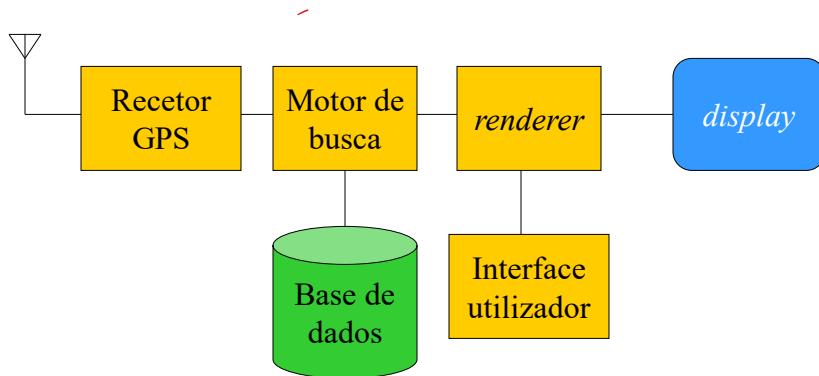 Recetor
GPS
Motor de
busca
renderer
display
Base de
dados
Interface
utilizador